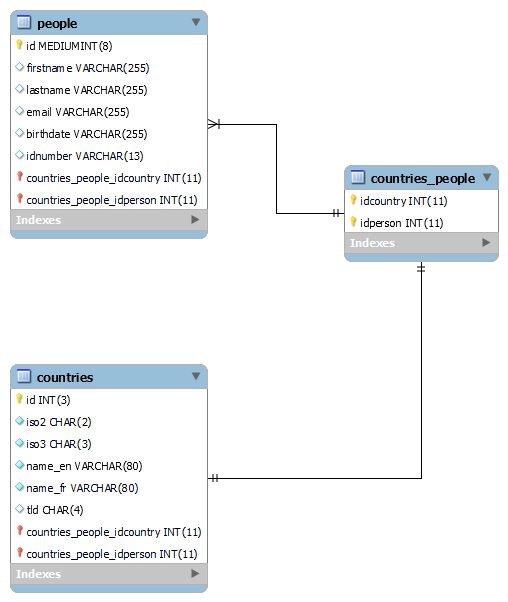 people
id MEDIUMINT(8)
firstname VARCHAR(255)
lastname VARCHAR(255)
email VARCHAR(255)
birthdate VARCHAR(255)
idnumber VARCHAR(13)
countries_people_idcountry INT(11)
countries_people_idperson INT(11)
Indexes
countries_people
idcountry INT(11)
idperson INT(11)
Indexes
countries
id INT(3)
iso2 CHAR(2)
iso3 CHAR(3)
name_en VARCHAR(80)
name_fr VARCHAR(80)
tld CHAR(4)
countries_people_idcountry INT(11)
countries_people_idperson INT(11)
Indexes